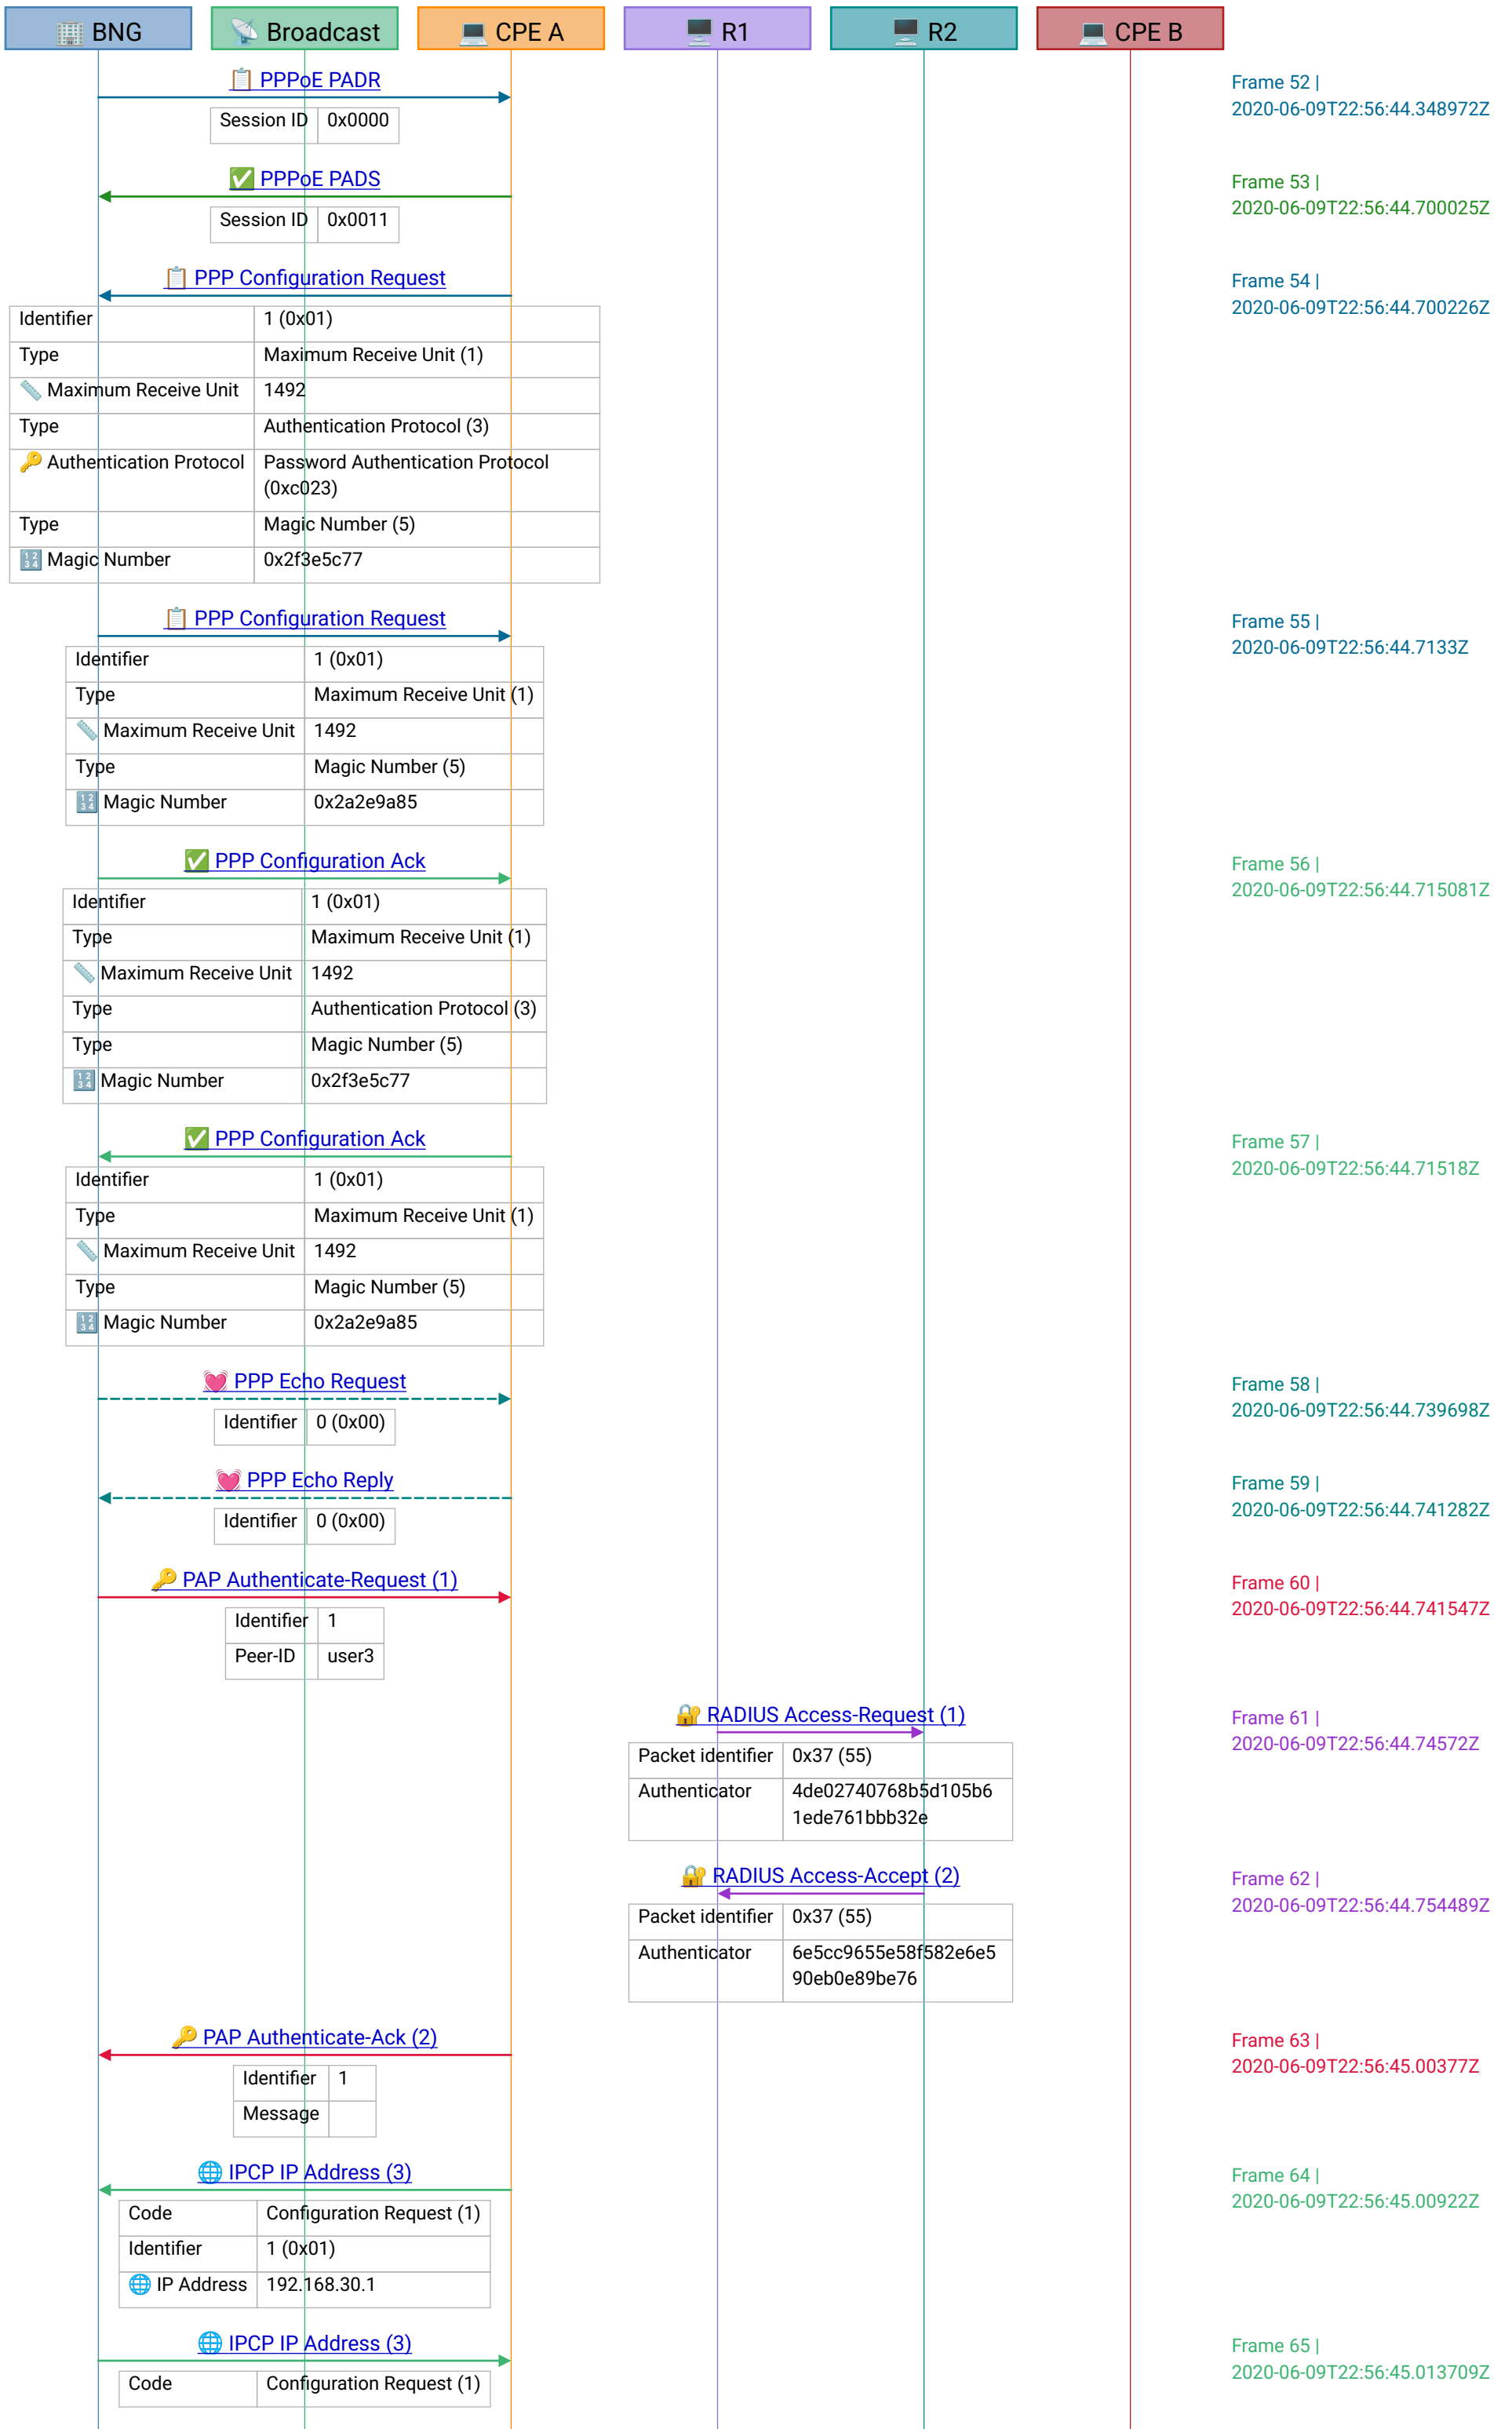 🏢 BNG
📡 Broadcast
💻 CPE A
🖥️ R1
🖥️ R2
💻 CPE B
📋 PPPoE PADR
Frame 52 |
2020-06-09T22:56:44.348972Z
Session ID 0x0000
✅ PPPoE PADS
Frame 53 |
2020-06-09T22:56:44.700025Z
Session ID 0x0011
📋 PPP Configuration Request
Frame 54 |
2020-06-09T22:56:44.700226Z
Identifier 1 (0x01)
Type Maximum Receive Unit (1)
📏 Maximum Receive Unit 1492
Type Authentication Protocol (3)
🔑 Authentication Protocol Password Authentication Protocol
(0xc023)
Type Magic Number (5)
🔢 Magic Number 0x2f3e5c77
📋 PPP Configuration Request
Frame 55 |
2020-06-09T22:56:44.7133Z
Identifier 1 (0x01)
Type Maximum Receive Unit (1)
📏 Maximum Receive Unit 1492
Type Magic Number (5)
🔢 Magic Number 0x2a2e9a85
✅ PPP Configuration Ack
Frame 56 |
2020-06-09T22:56:44.715081Z
Identifier 1 (0x01)
Type Maximum Receive Unit (1)
📏 Maximum Receive Unit 1492
Type Authentication Protocol (3)
Type Magic Number (5)
🔢 Magic Number 0x2f3e5c77
✅ PPP Configuration Ack
Frame 57 |
2020-06-09T22:56:44.71518Z
Identifier 1 (0x01)
Type Maximum Receive Unit (1)
📏 Maximum Receive Unit 1492
Type Magic Number (5)
🔢 Magic Number 0x2a2e9a85
💓 PPP Echo Request
Frame 58 |
2020-06-09T22:56:44.739698Z
Identifier 0 (0x00)
💓 PPP Echo Reply
Frame 59 |
2020-06-09T22:56:44.741282Z
Identifier 0 (0x00)
🔑 PAP Authenticate-Request (1)
Frame 60 |
2020-06-09T22:56:44.741547Z
Identifier 1
Peer-ID user3
🔐 RADIUS Access-Request (1)
Frame 61 |
2020-06-09T22:56:44.74572Z
Packet identifier 0x37 (55)
Authenticator 4de02740768b5d105b6
1ede761bbb32e
🔐 RADIUS Access-Accept (2)
Frame 62 |
2020-06-09T22:56:44.754489Z
Packet identifier 0x37 (55)
Authenticator 6e5cc9655e58f582e6e5
90eb0e89be76
🔑 PAP Authenticate-Ack (2)
Frame 63 |
2020-06-09T22:56:45.00377Z
Identifier 1
Message
🌐 IPCP IP Address (3)
Frame 64 |
2020-06-09T22:56:45.00922Z
Code Configuration Request (1)
Identifier 1 (0x01)
🌐 IP Address 192.168.30.1
🌐 IPCP IP Address (3)
Frame 65 |
2020-06-09T22:56:45.013709Z
Code Configuration Request (1)